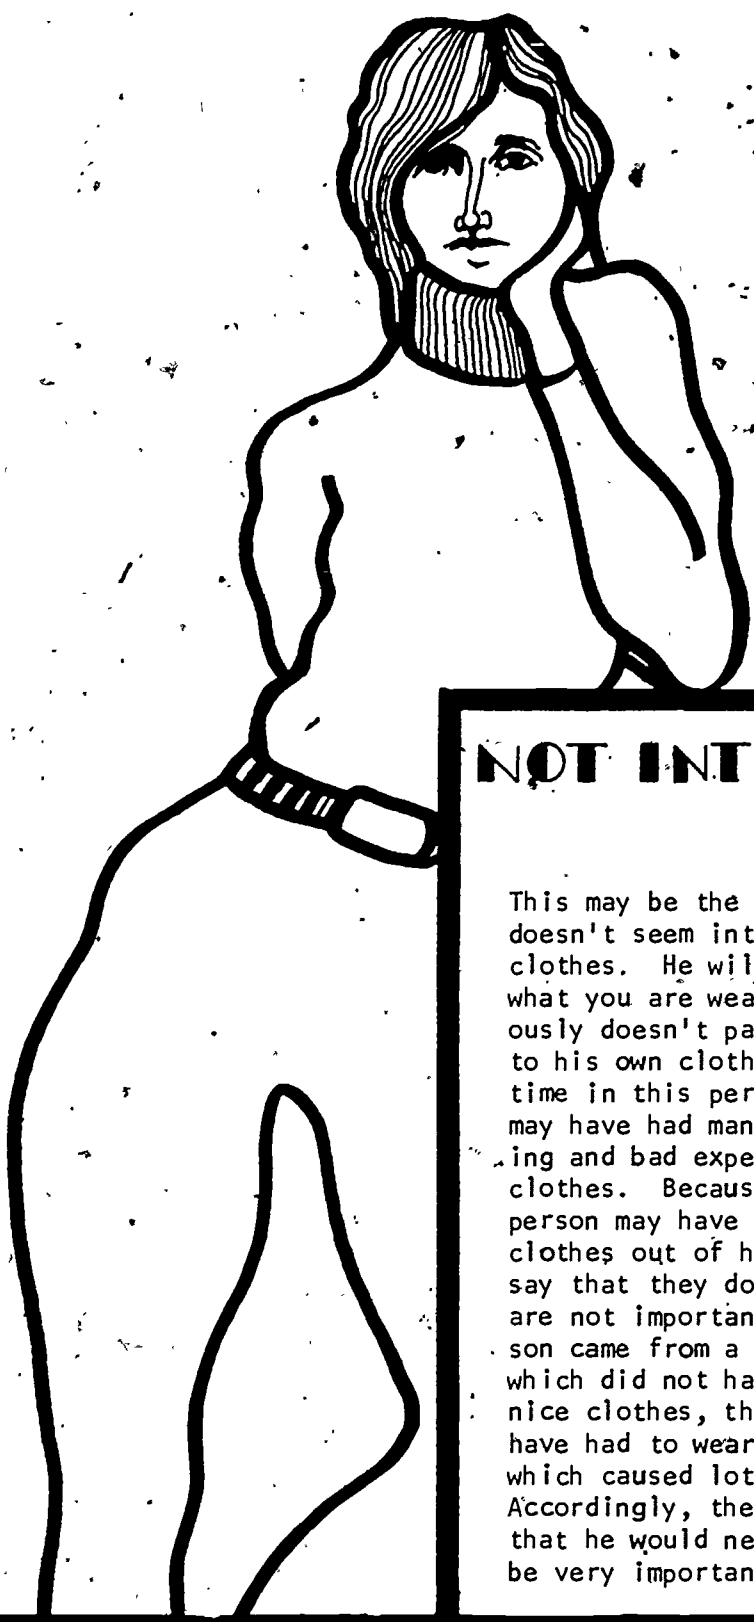 NOT INT
This may be the
doesn't seem int
clothes. He wil
what you are wea
ously doesn't pa
to his own cloth
time in this per
may have had man
ing and bad expe
clothes. Becaus
person may have
clothes out of h
say that they do
are not importan
son came from a
which did not ha
nice clothes, th
have had to wear
which caused lot
Accordingly, the
that he would ne
be very importan